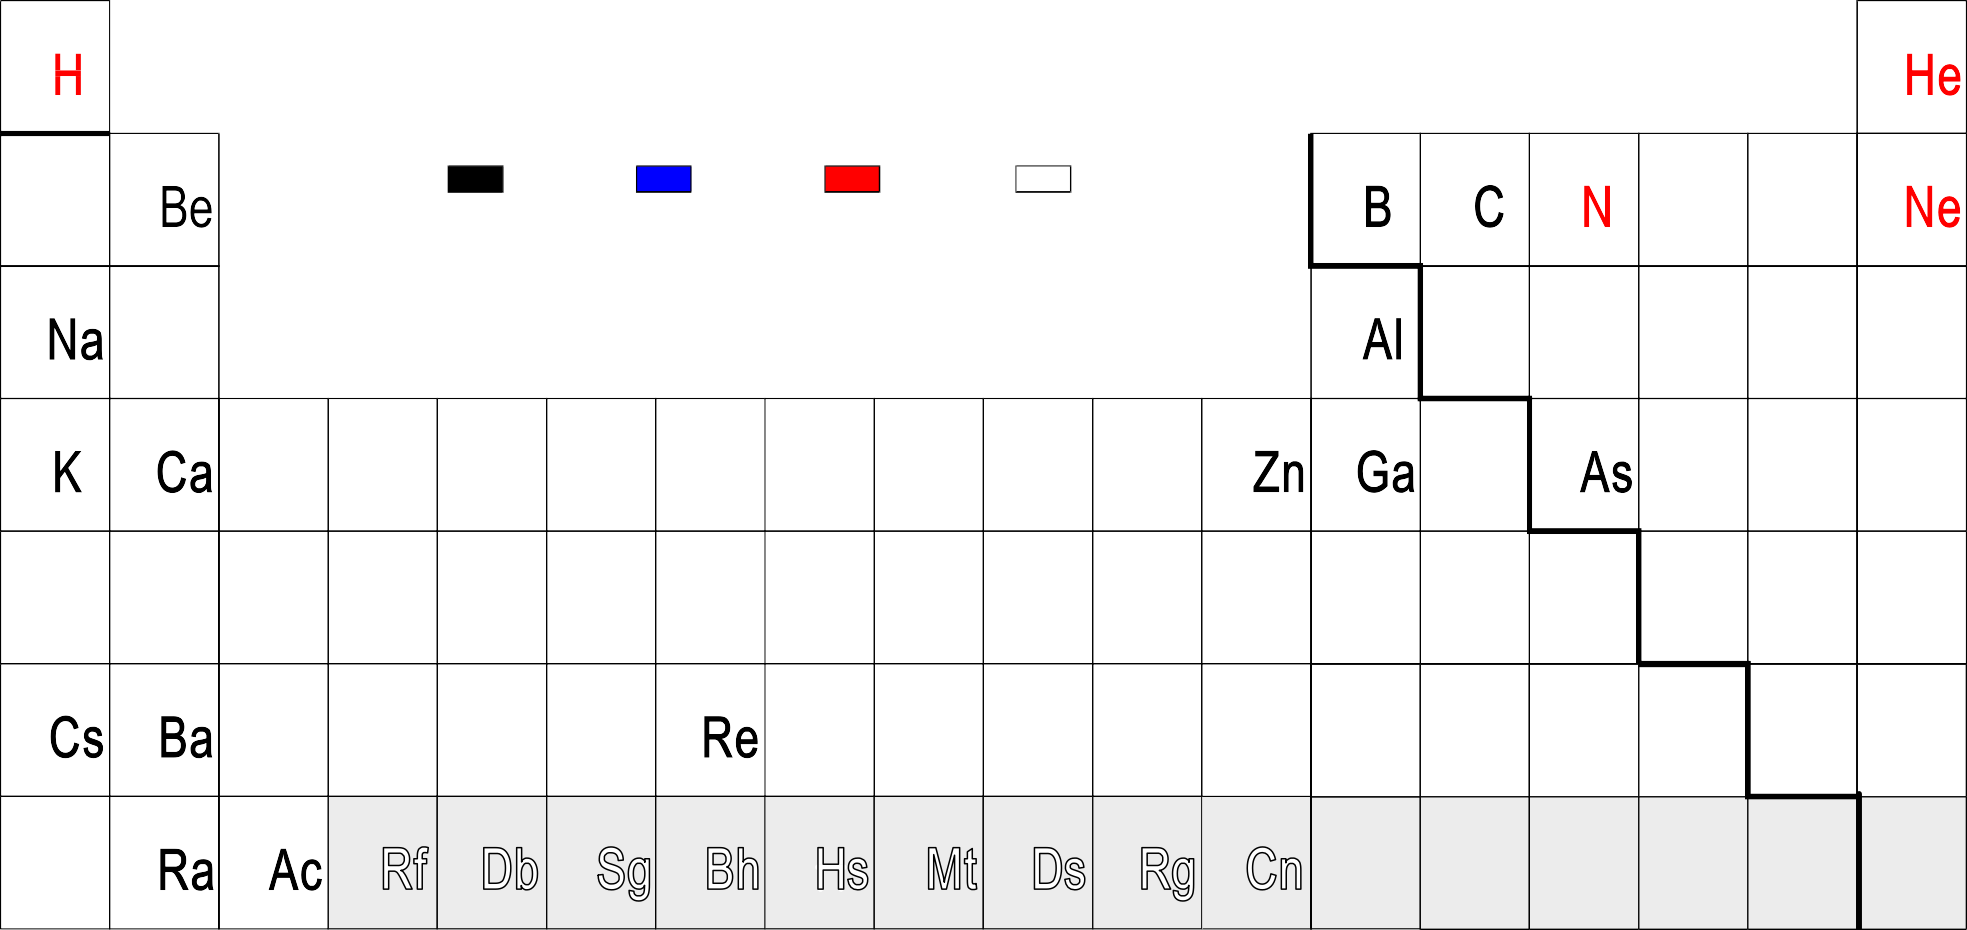 H He
Be B C N Ne
Na Al
K Ca Zn Ga As
Cs Ba Re
Ra Ac Rf Db Sg Bh Hs Mt Ds Rg Cn